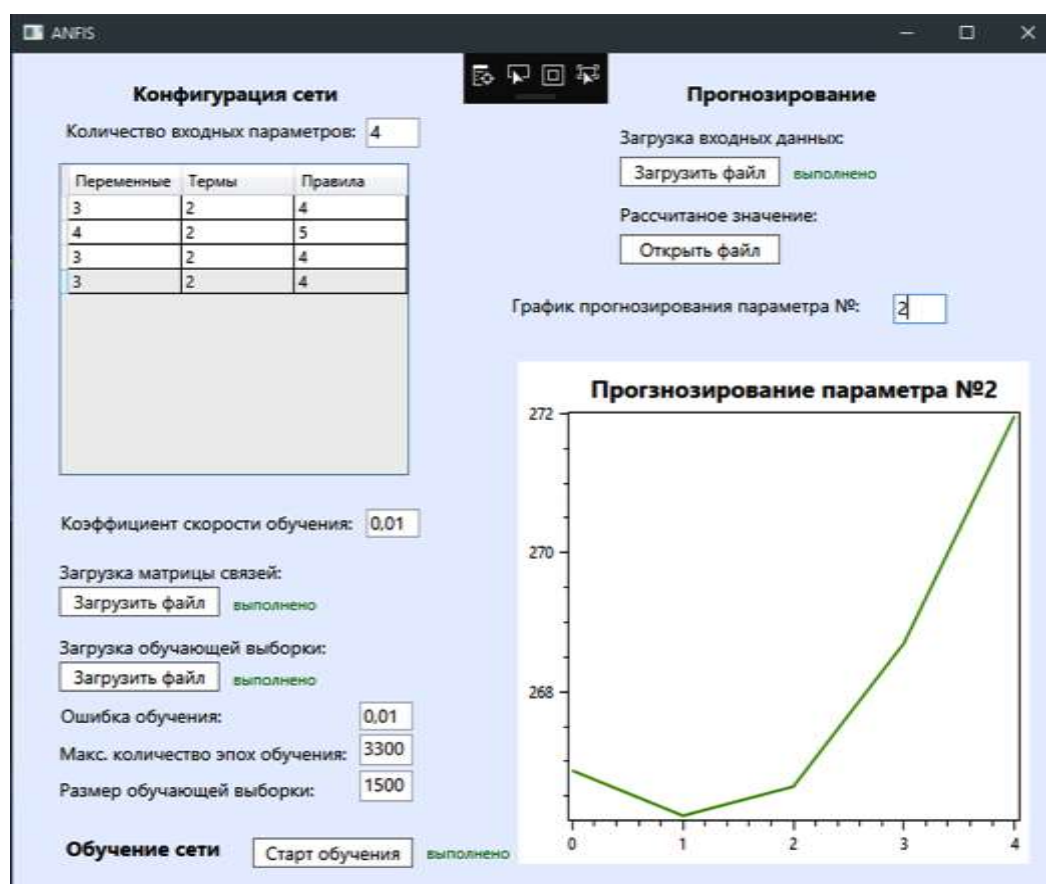 ANFIS
Конфигурация сети
Количество входных параметров: 4
Переменные Термы Правила
3 2 4
4 2 5
3 2 4
3 2 4
Коэффициент скорости обучения: 0,01
Загрузка матрицы связей:
Загрузить файл выполнено
Загрузка обучающей выборки:
Загрузить файл выполнено
Ошибка обучения: 0,01
Макс. количество эпох обучения: 3300
Размер обучающей выборки: 1500
Обучение сети Старт обучения выполнено
Прогнозирование
Загрузка входных данных:
Загрузить файл выполнено
Рассчитаное значение:
Открыть файл
График прогнозирования параметра №: 2
Прогзнозирование параметра №2
272
270
268
0 1 2 3 4